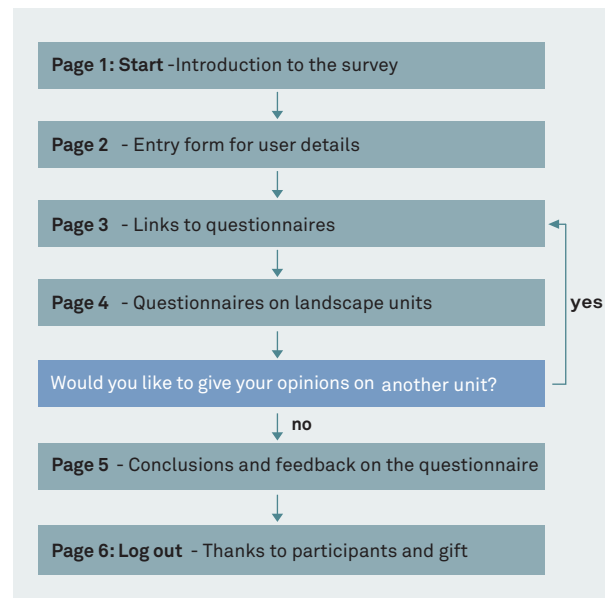 Page 1: Start -Introduction to the survey
Page 2 - Entry form for user details
Page 3 - Links to questionnaires
Page 4 - Questionnaires on landscape units
yes
Would you like to give your opinions on another unit?
no
Page 5 - Conclusions and feedback on the questionnaire
Page 6: Log out - Thanks to participants and gift